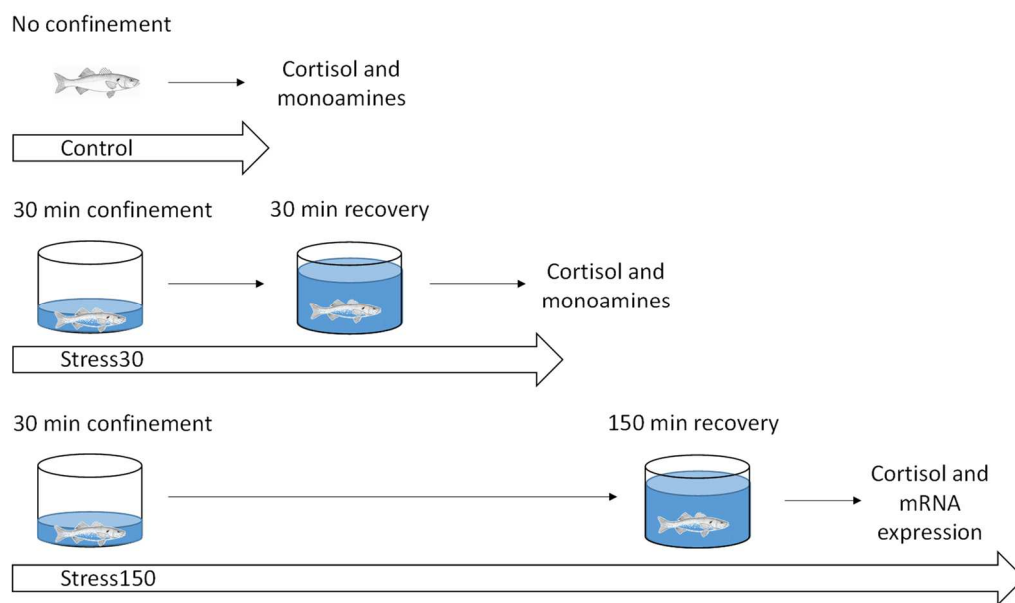 No confinement
Cortisol and
monoamines
Control
30 min confinement
30 min recovery
Cortisol and
monoamines
Stress30
30 min confinement
150 min recovery
Cortisol and
mRNA
expression
Stress150